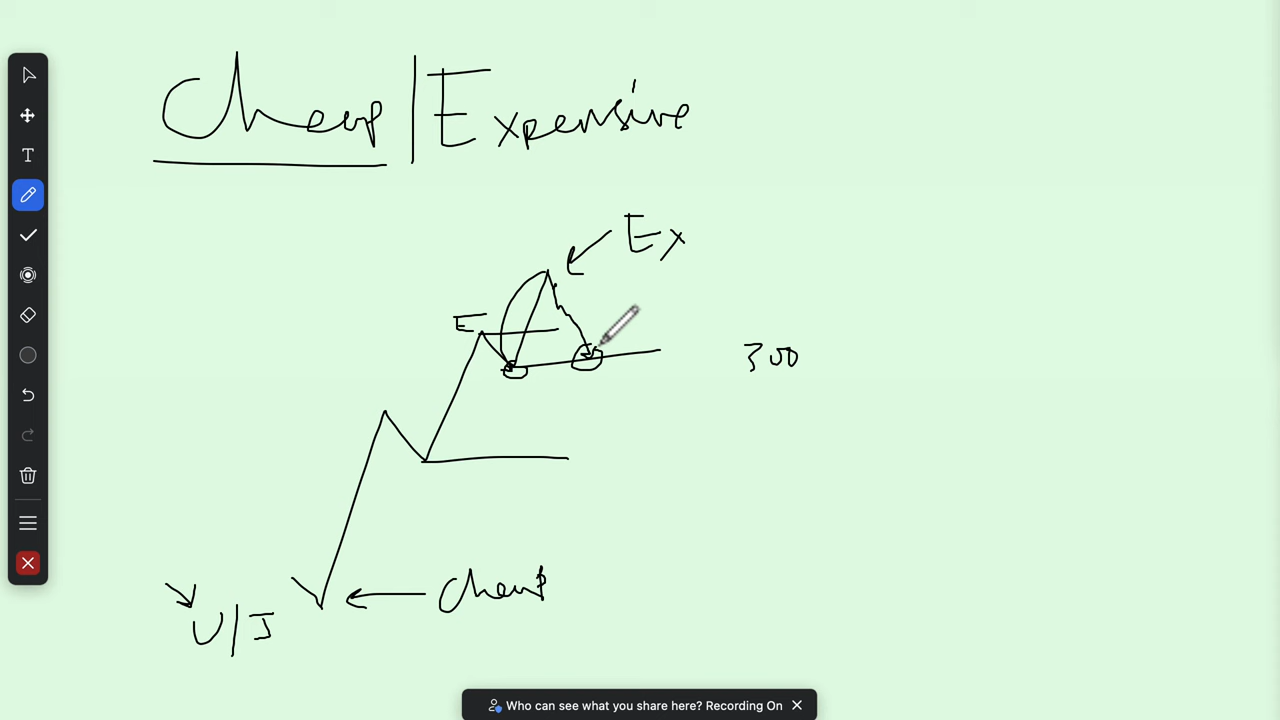 Cheap | Expensive
Ex
E
300
Cheap
U/J
T
Who can see what you share here? Recording On